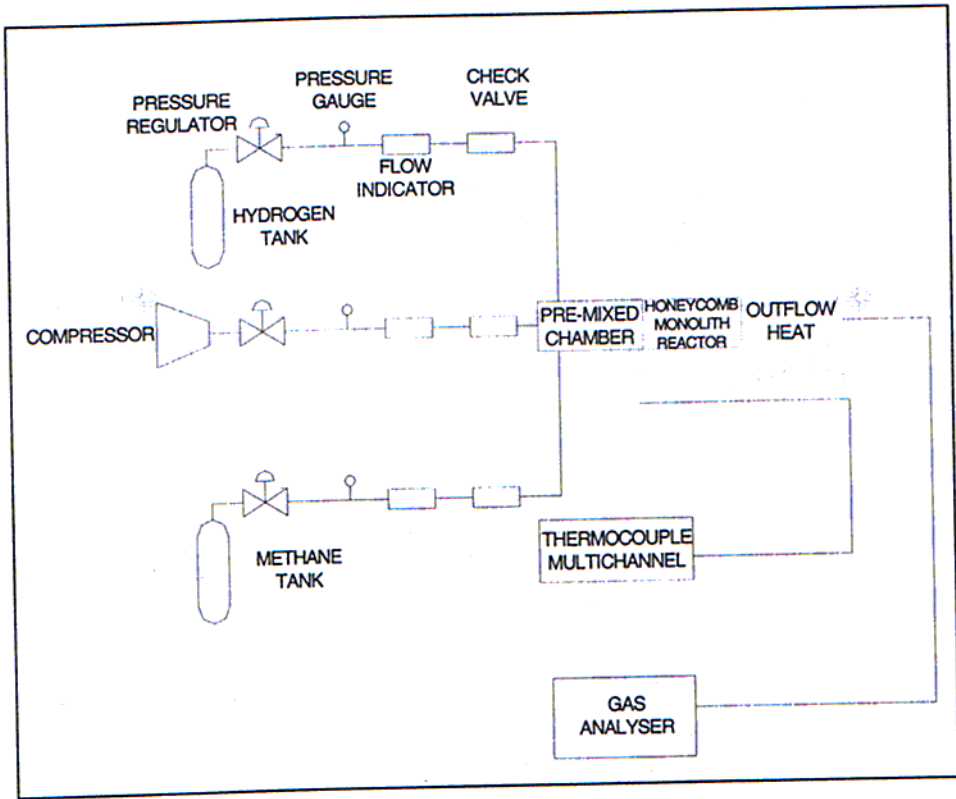 PRESSURE
REGULATOR
PRESSURE
GAUGE
CHECK
VALVE
FLOW
INDICATOR
HYDROGEN
TANK
COMPRESSOR
PRE-MIXED
CHAMBER
HONEYCOMB
MONOLITH
REACTOR
OUTFLOW
HEAT
METHANE
TANK
THERMOCOUPLE
MULTICHANNEL
GAS
ANALYSER